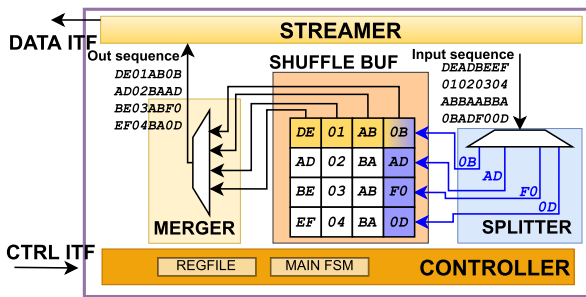 STREAMER
DATA ITF
Out sequence
DE01AB0B
AD02BAAD
BE03ABF0
EF04BA0D
SHUFFLE BUF
Input sequence
DEADBEEF
01020304
ABBAABBA
0BADF00D
DE 01 AB 0B
AD 02 BA AD
BE 03 AB F0
EF 04 BA 0D
0B
AD
F0
0D
MERGER
SPLITTER
CTRL ITF
CONTROLLER
REGFILE
MAIN FSM